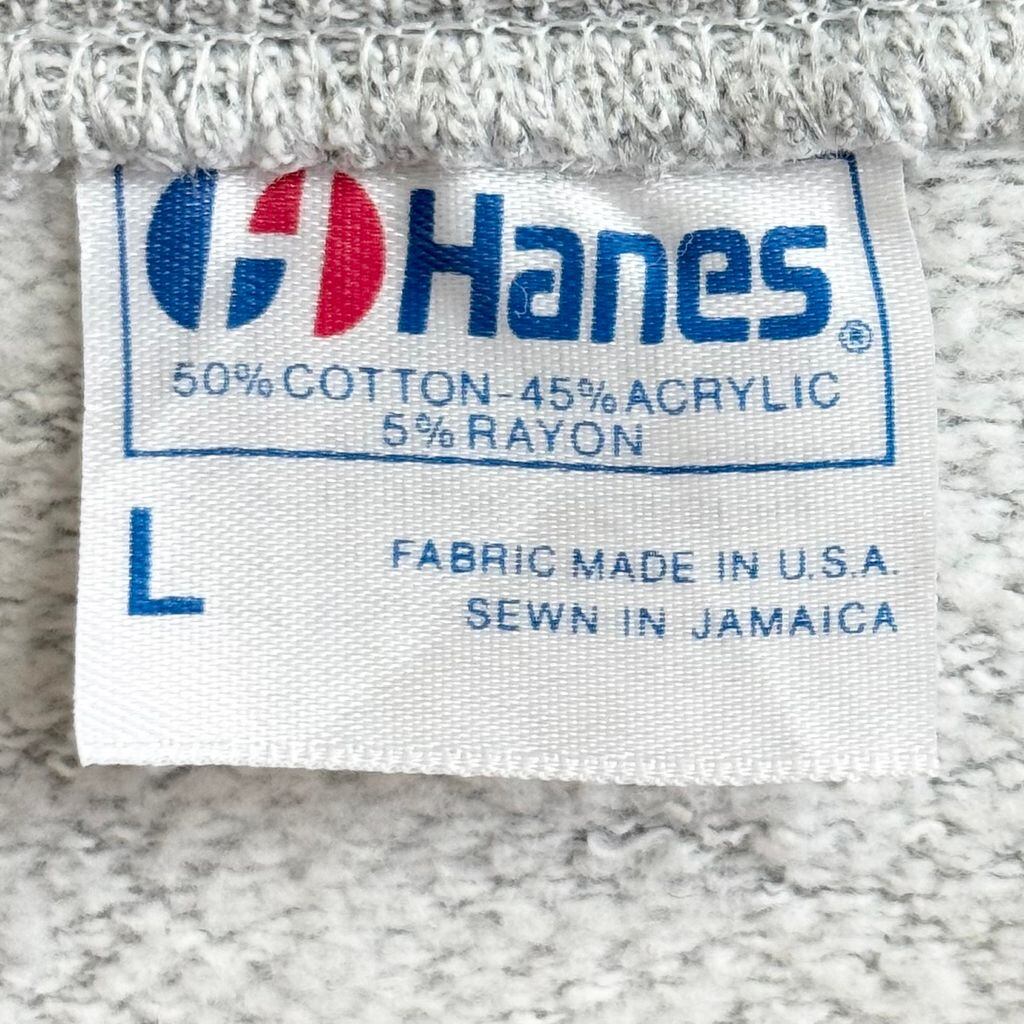 Hanes®
50% COTTON-45% ACRYLIC
5% RAYON
L
FABRIC MADE IN U.S.A.
SEWN IN JAMAICA